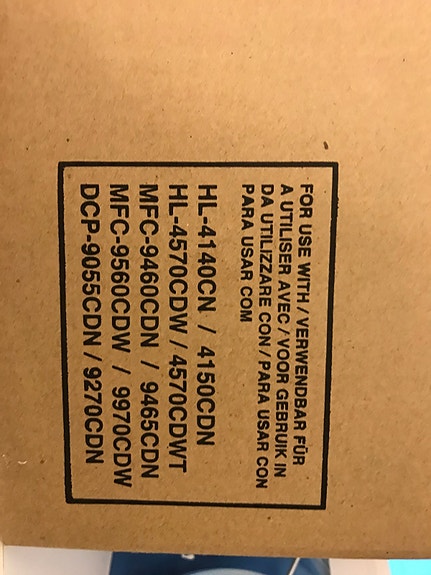 FOR USE WITH / VERWENDBAR FÜR
A UTILISER AVEC / VOOR GEBRUIK IN
DA UTILIZZARE CON / PARA USAR CON
PARA USAR COM
HL-4140CN / 4150CDN
HL-4570CDW / 4570CDWT
MFC-9460CDN / 9465CDN
MFC-9560CDW / 9970CDW
DCP-9055CDN / 9270CDN